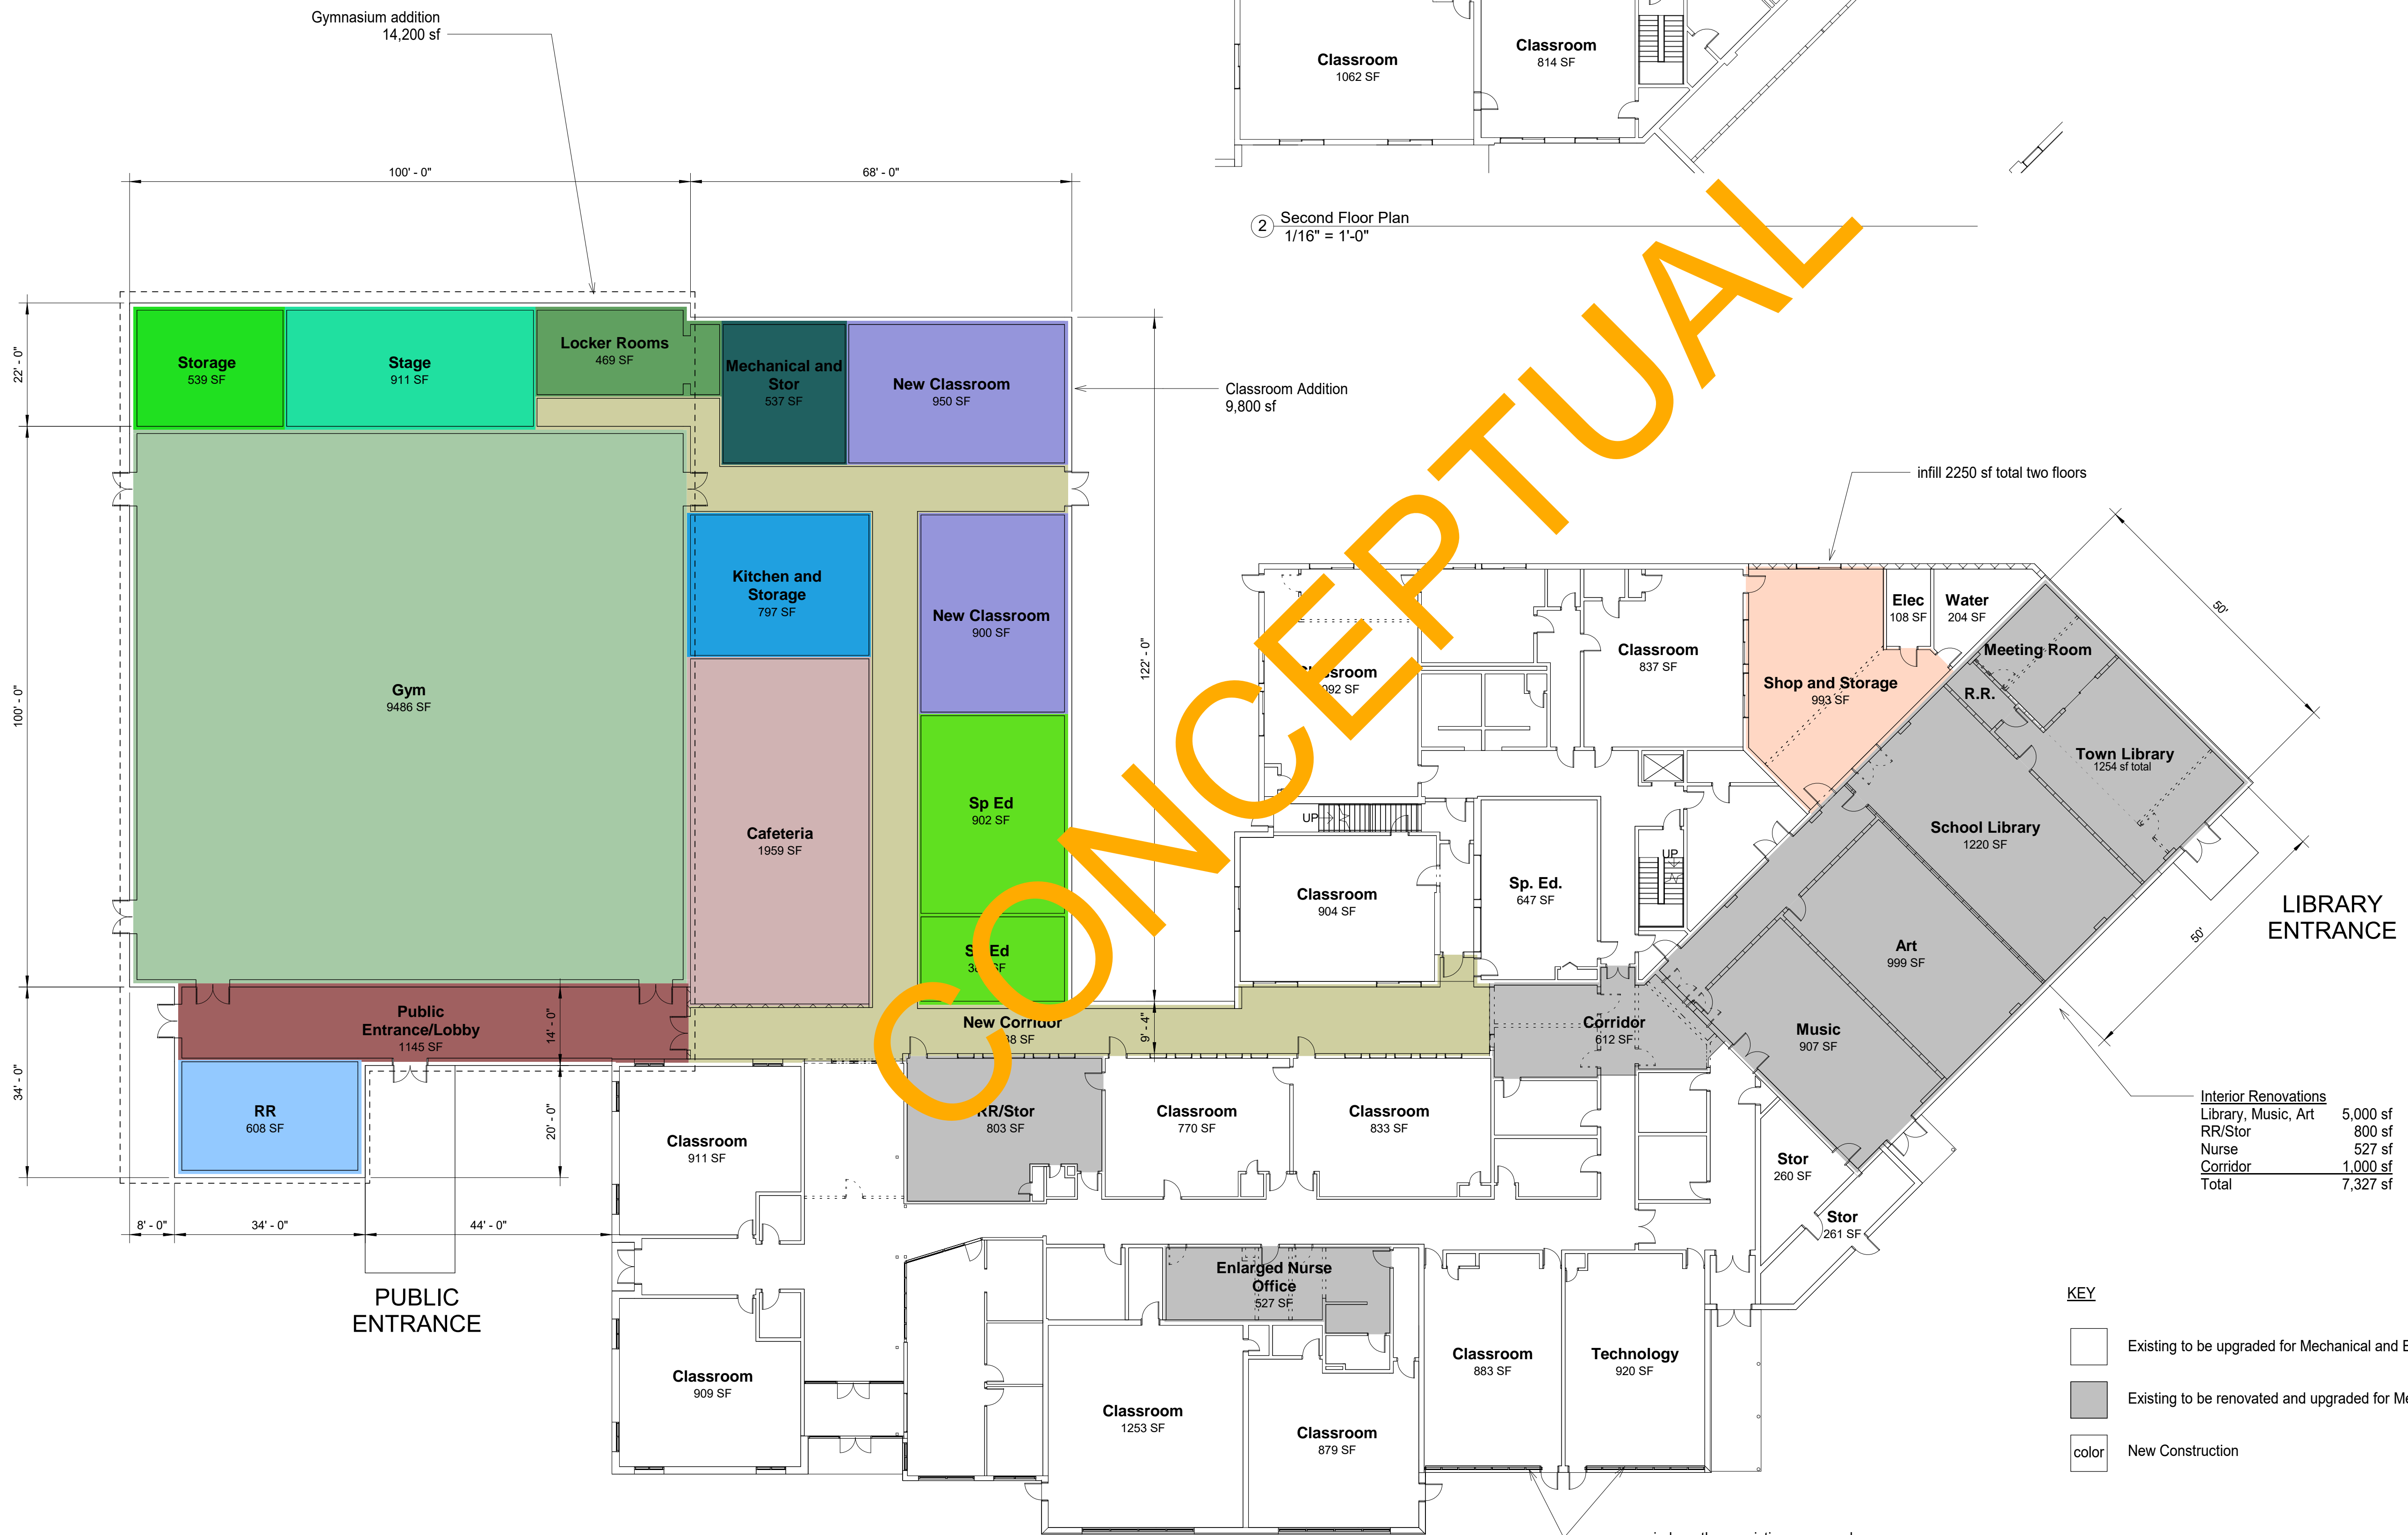 Gymnasium addition
14,200 sf
Classroom
1062 SF
Classroom
814 SF
100' - 0"
68' - 0"
2
Second Floor Plan
1/16" = 1'-0"
CONCEPTUAL
22' - 0"
Storage
539 SF
Stage
911 SF
Locker Rooms
469 SF
Mechanical and
Stor
537 SF
New Classroom
950 SF
Classroom Addition
9,800 sf
infill 2250 sf total two floors
100' - 0"
Gym
9486 SF
Kitchen and
Storage
797 SF
New Classroom
900 SF
Cafeteria
1959 SF
Sp Ed
902 SF
Ed
SF
122' - 0"
SF
Classroom
837 SF
Shop and Storage
993 SF
Elec
108 SF
Water
204 SF
Meeting Room
R.R.
50'
Town Library
1254 sf total
School Library
1220 SF
UP
UP
Classroom
904 SF
Sp. Ed.
647 SF
Art
999 SF
50'
LIBRARY
ENTRANCE
Public
Entrance/Lobby
1145 SF
14' - 0"
New Corridor
SF
9' - 4"
Corridor
612 SF
Music
907 SF
34' - 0"
RR
608 SF
20' - 0"
Classroom
911 SF
RR/Stor
803 SF
Classroom
770 SF
Classroom
833 SF
Stor
260 SF
Stor
261 SF
Interior Renovations
Library, Music, Art 5,000 sf
RR/Stor 800 sf
Nurse 527 sf
Corridor 1,000 sf
Total 7,327 sf
8' - 0"
34' - 0"
44' - 0"
PUBLIC
ENTRANCE
Enlarged Nurse
Office
527 SF
Classroom
909 SF
Classroom
1253 SF
Classroom
879 SF
Classroom
883 SF
Technology
920 SF
KEY
Existing to be upgraded for Mechanical and
Existing to be renovated and upgraded for
color
New Construction